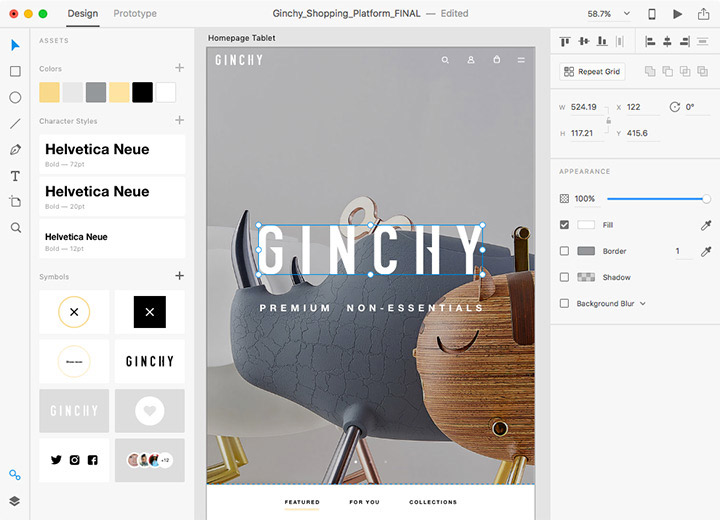 Design
Prototype
Ginchy_Shopping_Platform_FINAL — Edited
58.7%
ASSETS
Colors
Character Styles
Helvetica Neue
Bold — 72pt
Helvetica Neue
Bold — 20pt
Helvetica Neue
Bold — 12pt
Symbols
GINCHY
GINCHY
+12
Homepage Tablet
GINCHY
GINCHY
PREMIUM NON-ESSENTIALS
FEATURED
FOR YOU
COLLECTIONS
Repeat Grid
W 524.19 X 122 0°
H 117.21 Y 415.6
APPEARANCE
100%
Fill
Border 1
Shadow
Background Blur